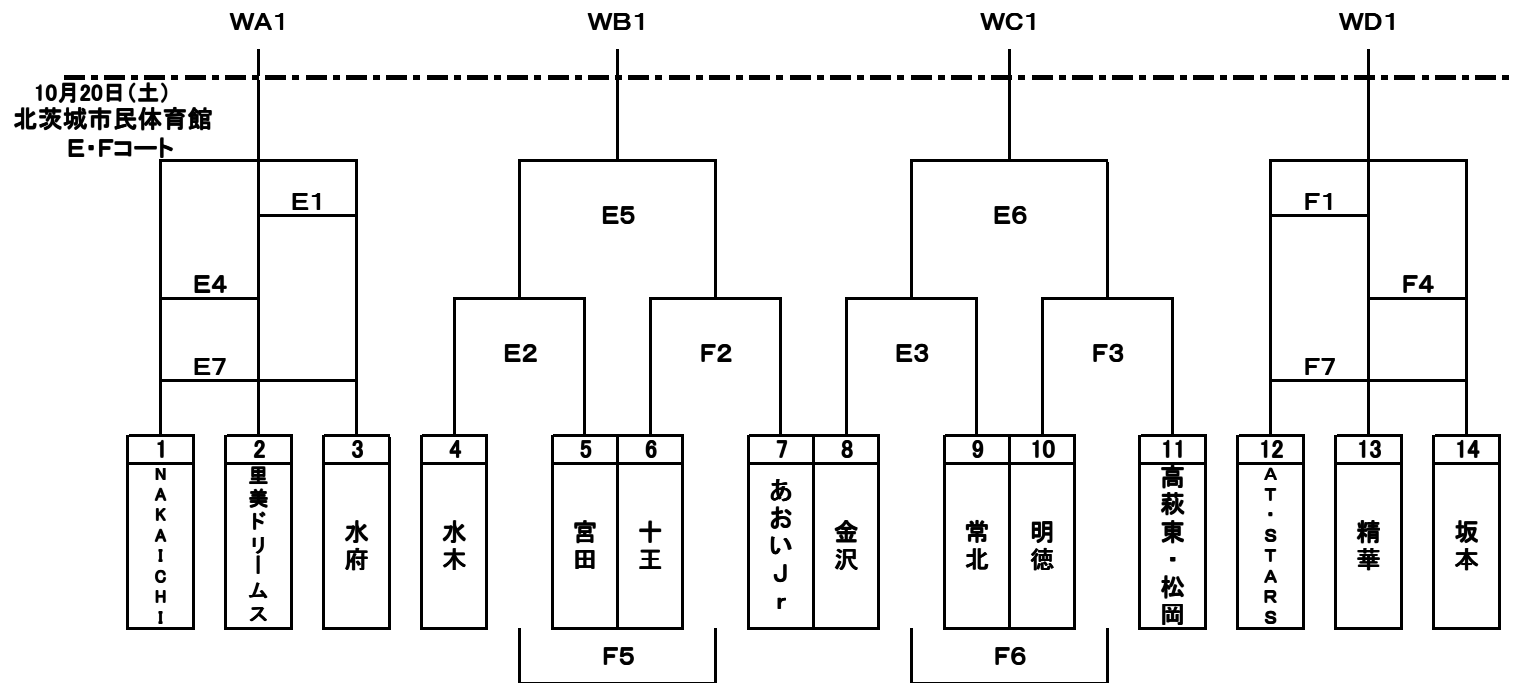 WA1
WB1
WC1
WD1
10月20日(土)
北茨城市民体育館
E・Fコート
E1
E5
E6
F1
E4
F4
E2
F2
E3
F3
E7
F7
1
2
3
4
5
6
7
8
9
10
11
12
13
14
NAKAICHI
里美ドリームス
水府
水木
宮田
十王
あおいJr
金沢
常北
明徳
高萩東・松岡
AT・STARS
精華
坂本
F5
F6